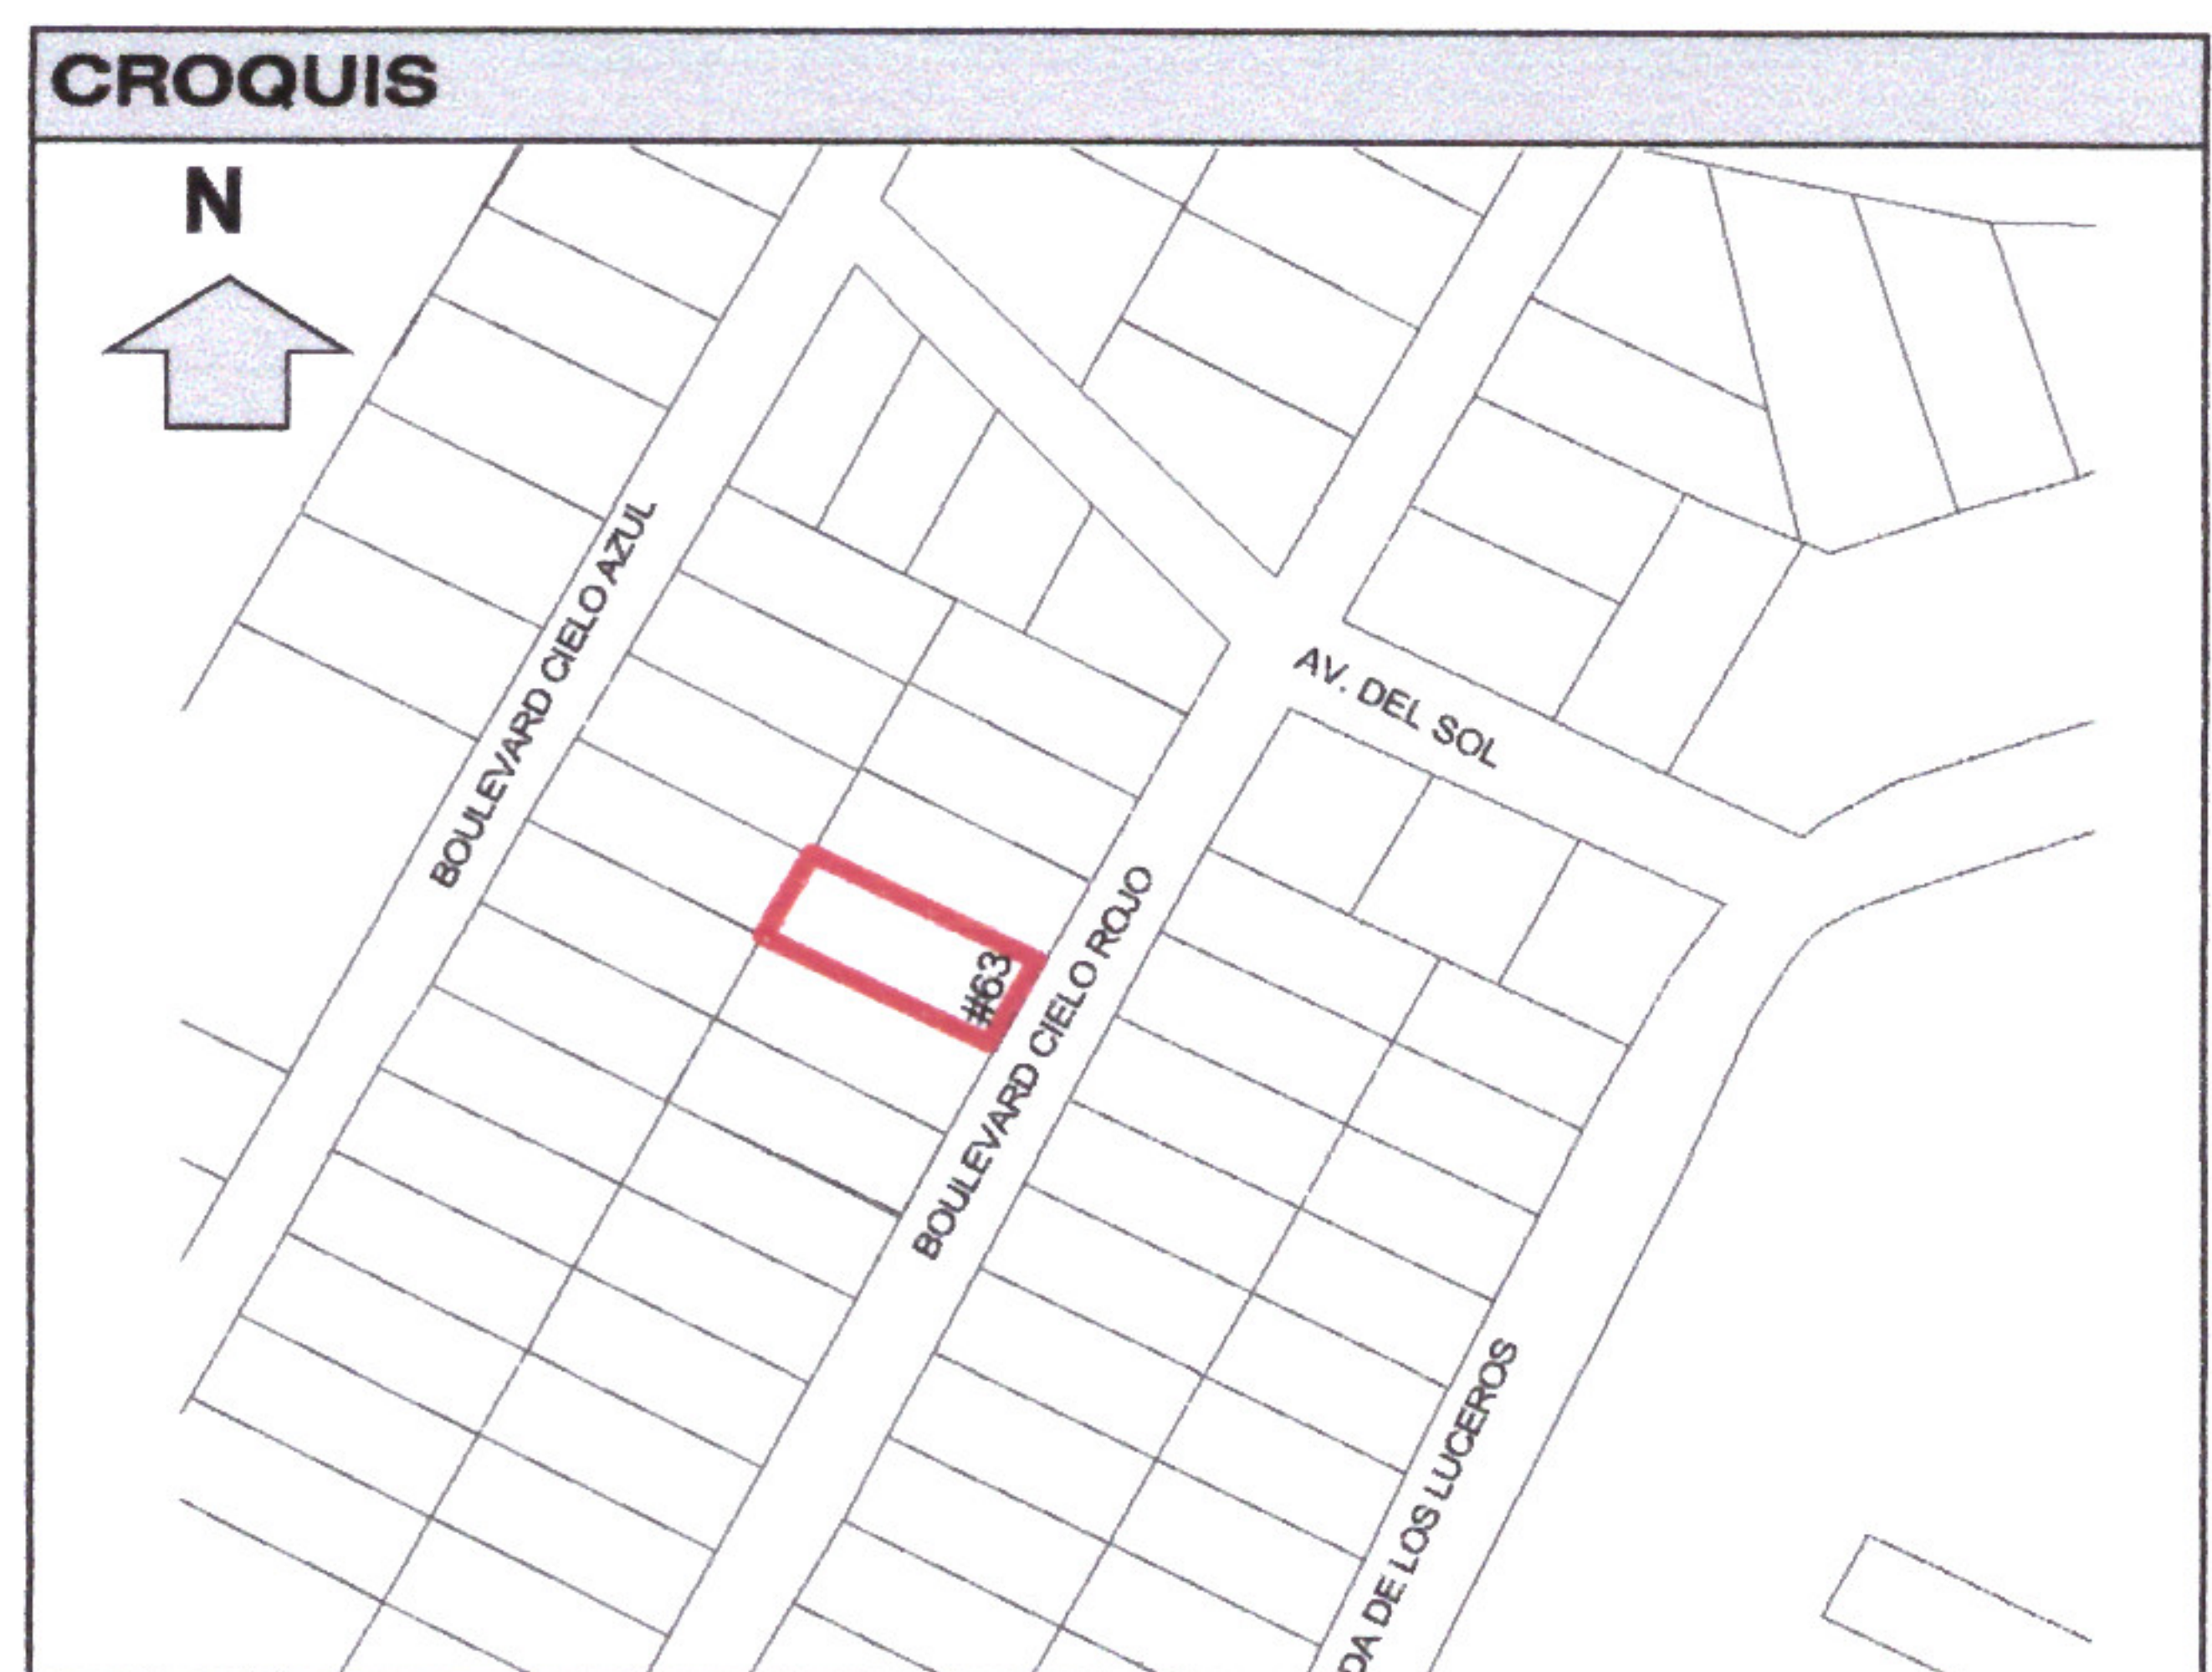 CROQUIS
N
BOULEVARD CIELO AZUL
AV. DEL SOL
#63
BOULEVARD CIELO ROJO
DA DE LOS LUCEROS